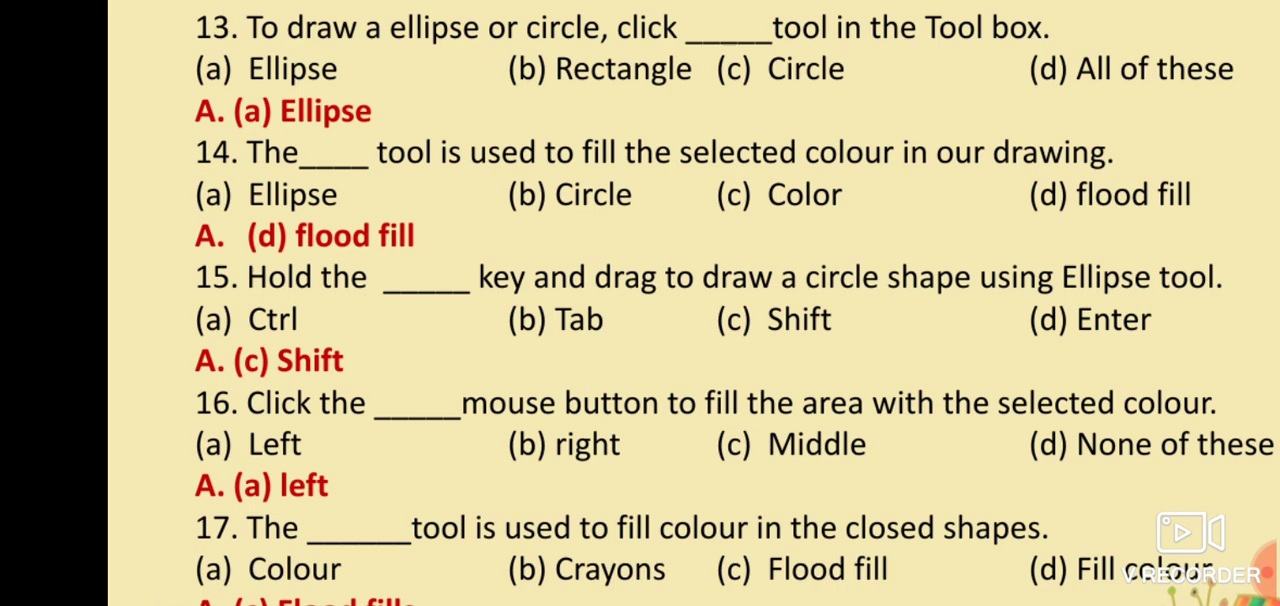 13. To draw a ellipse or circle, click _____tool in the Tool box.
(a) Ellipse (b) Rectangle (c) Circle (d) All of these
A. (a) Ellipse
14. The____ tool is used to fill the selected colour in our drawing.
(a) Ellipse (b) Circle (c) Color (d) flood fill
A. (d) flood fill
15. Hold the _____ key and drag to draw a circle shape using Ellipse tool.
(a) Ctrl (b) Tab (c) Shift (d) Enter
A. (c) Shift
16. Click the _____mouse button to fill the area with the selected colour.
(a) Left (b) right (c) Middle (d) None of these
A. (a) left
17. The ______tool is used to fill colour in the closed shapes.
(a) Colour (b) Crayons (c) Flood fill (d) Fill colour
V RECORDER